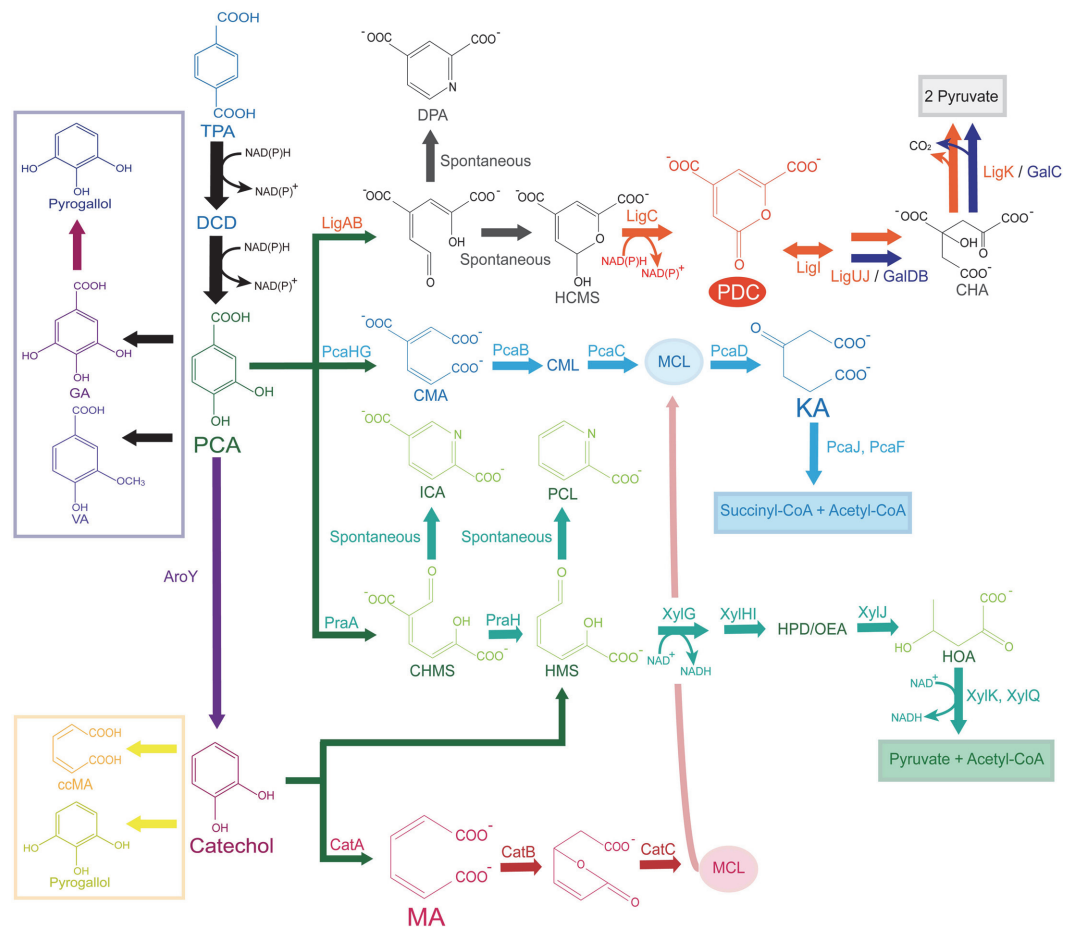 COOH
COOH
TPA
NAD(P)H
NAD(P)+
DCD
NAD(P)H
NAD(P)+
COOH
OH
OH
PCA
OH
OH
OH
Pyrogallol
COOH
HO
OH
OH
GA
COOH
OCH3
OH
VA
AroY
-OOC
COO-
N
DPA
Spontaneous
LigAB
-OOC
COO-
OH
O
Spontaneous
-OOC
COO-
O
OH
HCMS
LigC
NAD(P)H
NAD(P)+
-OOC
COO-
O
O
PDC
LigI
LigUJ / GalDB
2 Pyruvate
CO2
LigK / GalC
-OOC
COO-
OH
O
COO-
CHA
PcaHG
-OOC
COO-
COO-
CMA
PcaB
CML
PcaC
MCL
PcaD
O
COO-
COO-
KA
PcaJ, PcaF
Succinyl-CoA + Acetyl-CoA
-OOC
N
COO-
ICA
N
COO-
PCL
Spontaneous
Spontaneous
PraA
O
-OOC
OH
COO-
CHMS
PraH
O
OH
COO-
HMS
XylG
NAD+
NADH
XylHI
HPD/OEA
XylJ
COO-
HO
O
HOA
NAD+
NADH
XylK, XylQ
Pyruvate + Acetyl-CoA
COOH
COOH
ccMA
HO
OH
OH
Pyrogallol
OH
OH
Catechol
CatA
COO-
COO-
MA
CatB
COO-
O
O
CatC
MCL